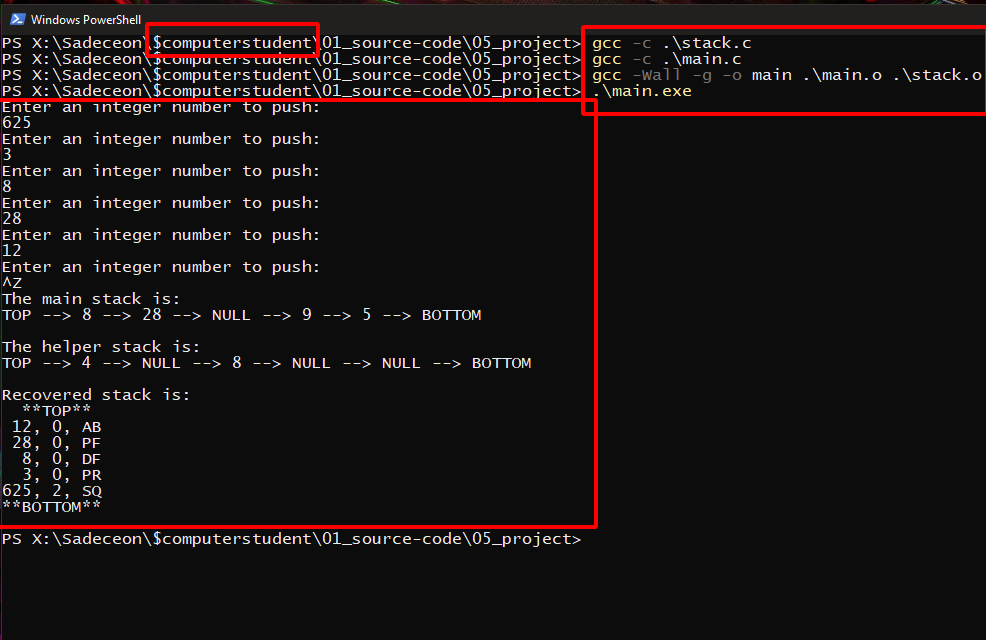 Windows PowerShell
PS X:\Sadeceon\$computerstudent\01_source-code\05_project> gcc -c .\stack.c
PS X:\Sadeceon\$computerstudent\01_source-code\05_project> gcc -c .\main.c
PS X:\Sadeceon\$computerstudent\01_source-code\05_project> gcc -Wall -g -o main .\main.o .\stack.o
PS X:\Sadeceon\$computerstudent\01_source-code\05_project> .\main.exe
Enter an integer number to push:
625
Enter an integer number to push:
3
Enter an integer number to push:
8
Enter an integer number to push:
28
Enter an integer number to push:
12
Enter an integer number to push:
^Z
The main stack is:
TOP --> 8 --> 28 --> NULL --> 9 --> 5 --> BOTTOM
The helper stack is:
TOP --> 4 --> NULL --> 8 --> NULL --> NULL --> BOTTOM
Recovered stack is:
**TOP**
12, 0, AB
28, 0, PF
8, 0, DF
3, 0, PR
625, 2, SQ
**BOTTOM**
PS X:\Sadeceon\$computerstudent\01_source-code\05_project>